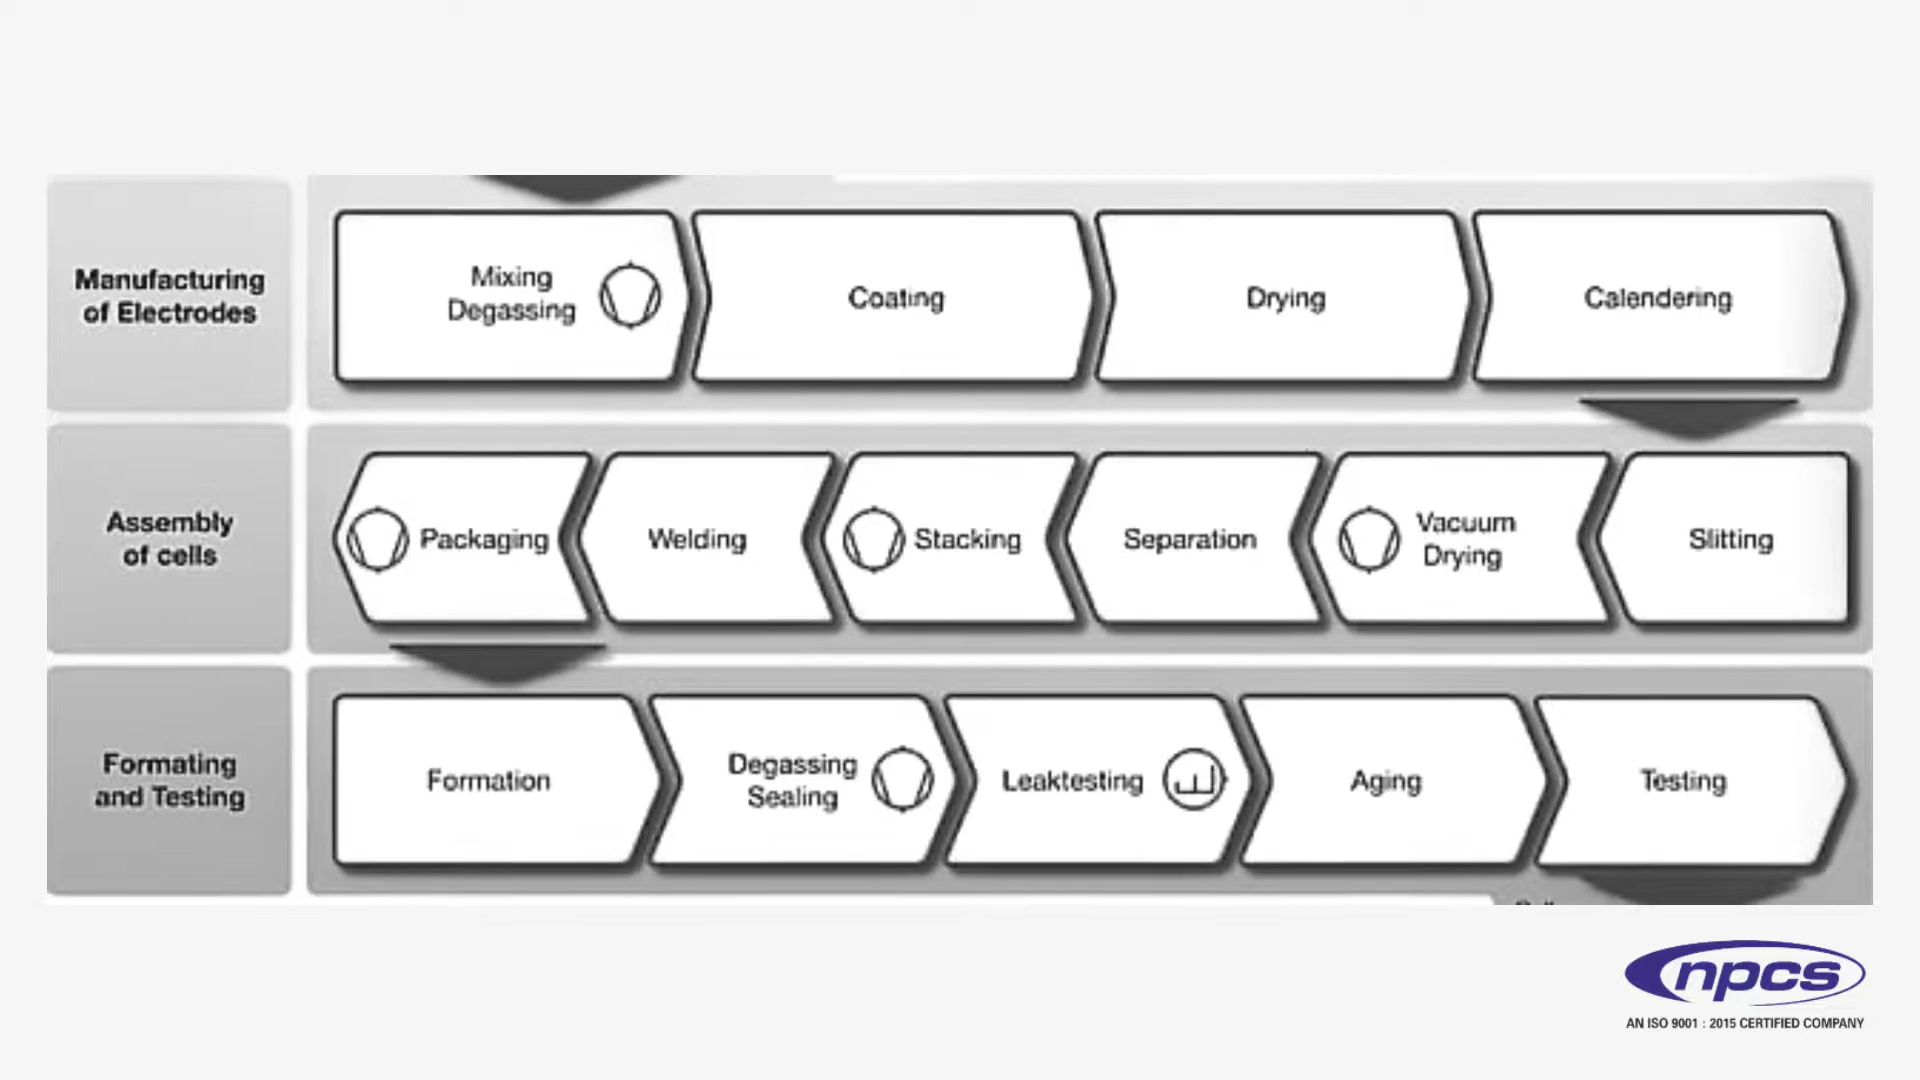 Manufacturing
of Electrodes
Mixing
Degassing
Coating
Drying
Calendering
Assembly
of cells
Packaging
Welding
Stacking
Separation
Vacuum
Drying
Slitting
Formating
and Testing
Formation
Degassing
Sealing
Leaktesting
Aging
Testing
npcs
AN ISO 9001 : 2015 CERTIFIED COMPANY